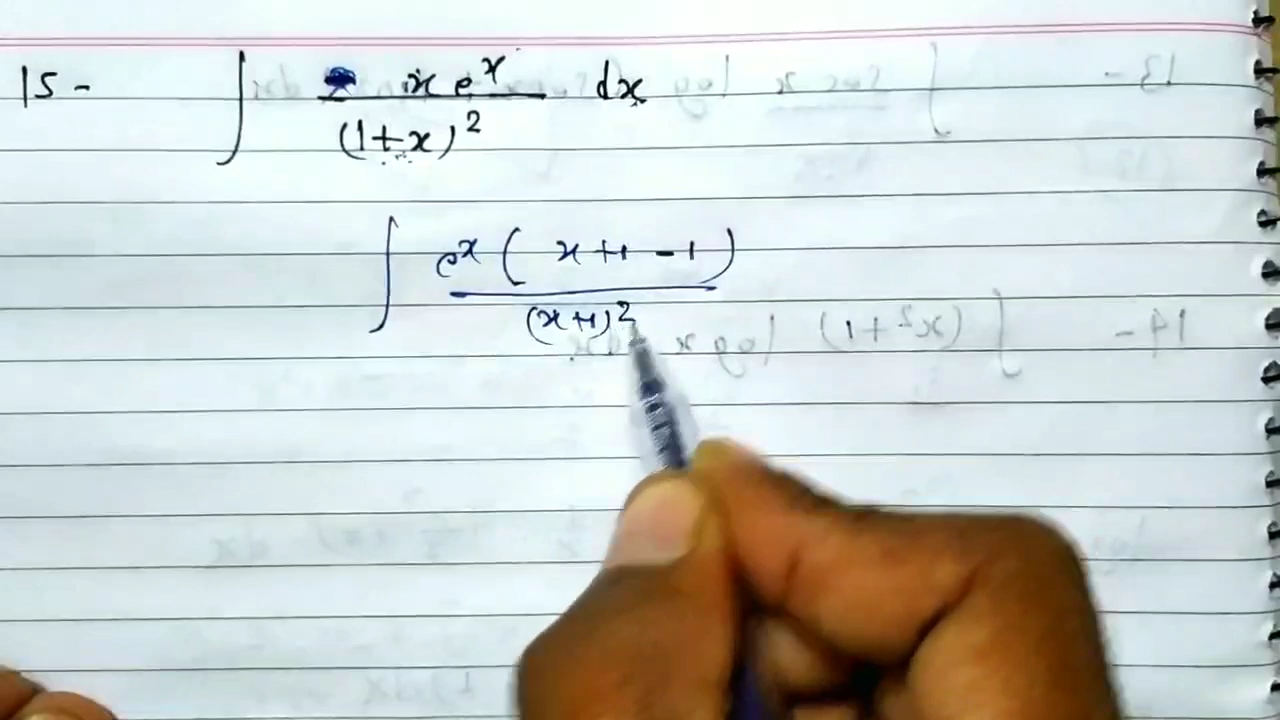 15 - ∫ x e^x / (1+x)^2 dx
∫ e^x (x+1-1) / (x+1)^2